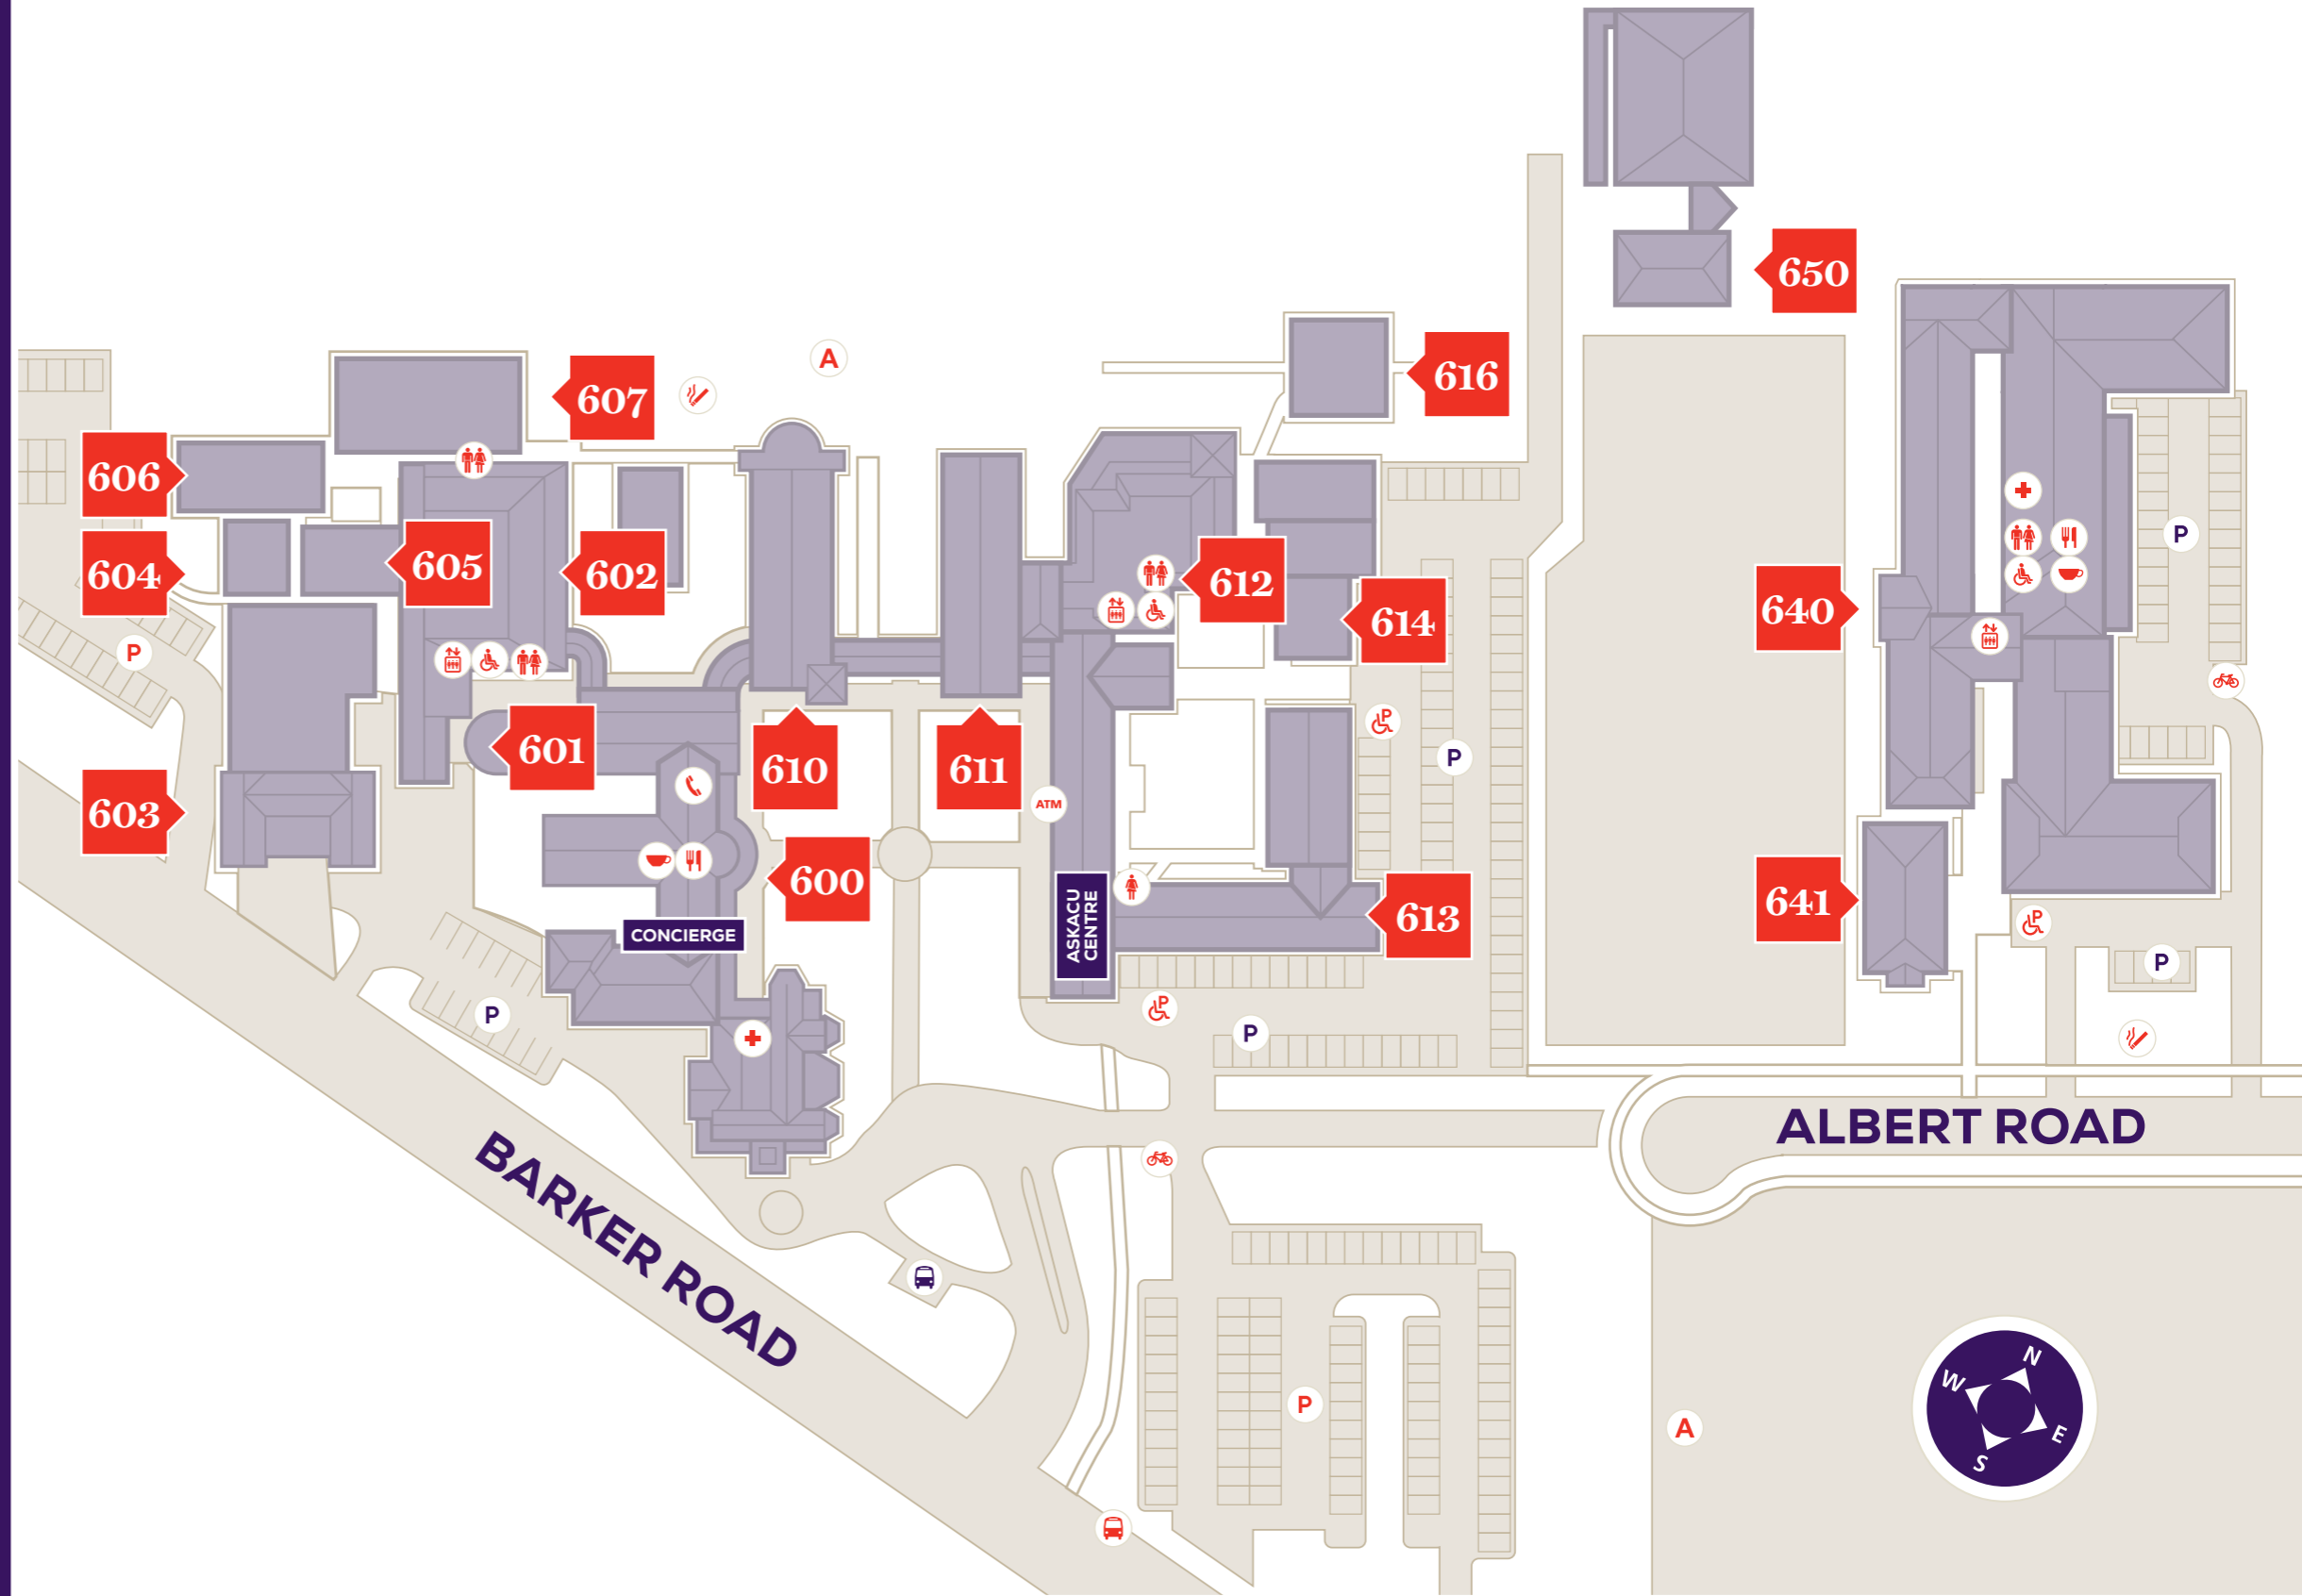 650
A
616
607
606
605
604
602
612
614
640
P
P
601
610
611
P
603
ATM
600
641
613
CONCIERGE
ASKACU
CENTRE
P
P
P
P
P
P
ALBERT ROAD
BARKER ROAD
P
A
N
W
E
S